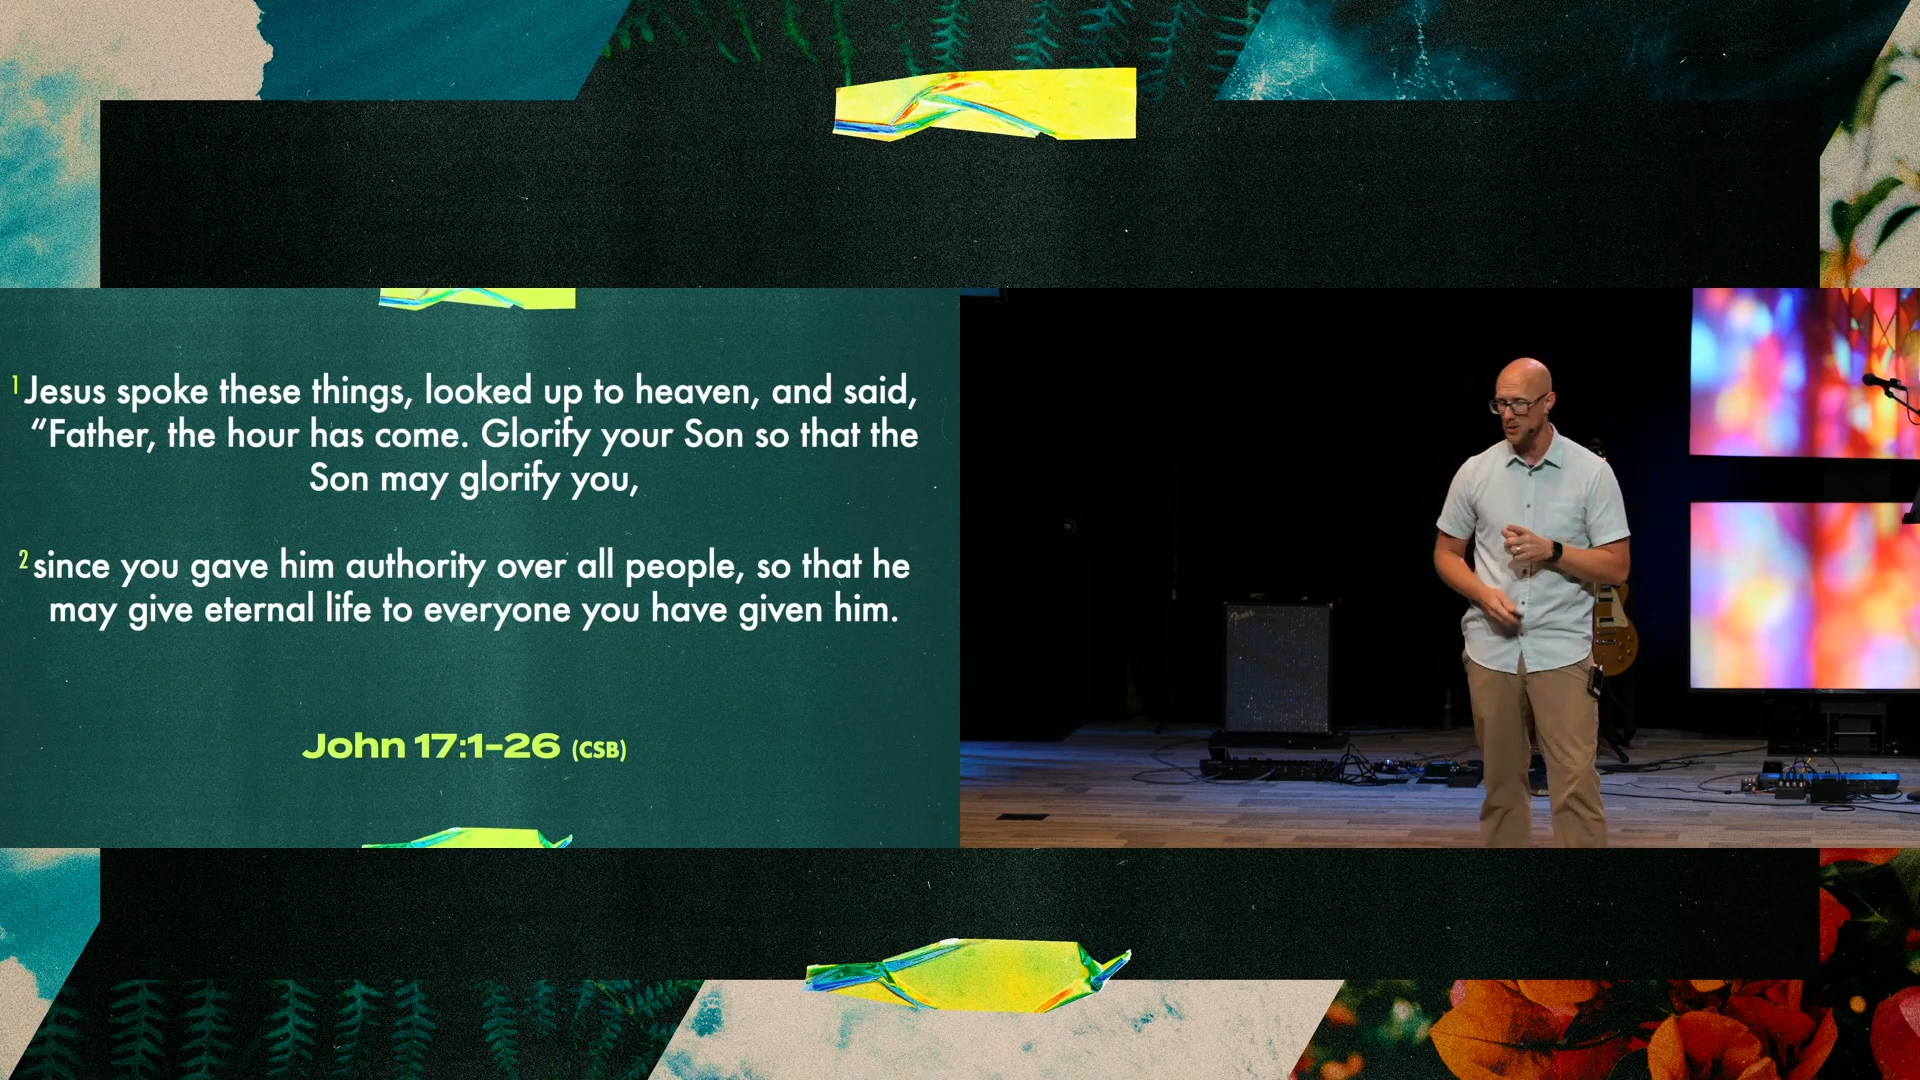 1 Jesus spoke these things, looked up to heaven, and said,
“Father, the hour has come. Glorify your Son so that the
Son may glorify you,
2 since you gave him authority over all people, so that he
may give eternal life to everyone you have given him.
John 17:1-26 (CSB)
Fender